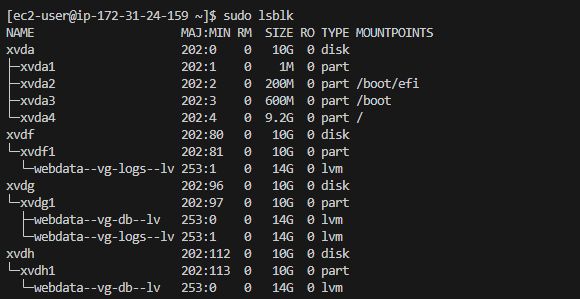 [ec2-user@ip-172-31-24-159 ~]$ sudo lsblk
NAME                      MAJ:MIN RM  SIZE RO TYPE MOUNTPOINTS
xvda                      202:0    0   10G  0 disk
├─xvda1                   202:1    0    1M  0 part
├─xvda2                   202:2    0  200M  0 part /boot/efi
├─xvda3                   202:3    0  600M  0 part /boot
└─xvda4                   202:4    0  9.2G  0 part /
xvdf                      202:80   0   10G  0 disk
└─xvdf1                   202:81   0   10G  0 part
  └─webdata--vg-logs--lv  253:1    0   14G  0 lvm
xvdg                      202:96   0   10G  0 disk
└─xvdg1                   202:97   0   10G  0 part
  ├─webdata--vg-db--lv    253:0    0   14G  0 lvm
  └─webdata--vg-logs--lv  253:1    0   14G  0 lvm
xvdh                      202:112  0   10G  0 disk
└─xvdh1                   202:113  0   10G  0 part
  └─webdata--vg-db--lv    253:0    0   14G  0 lvm